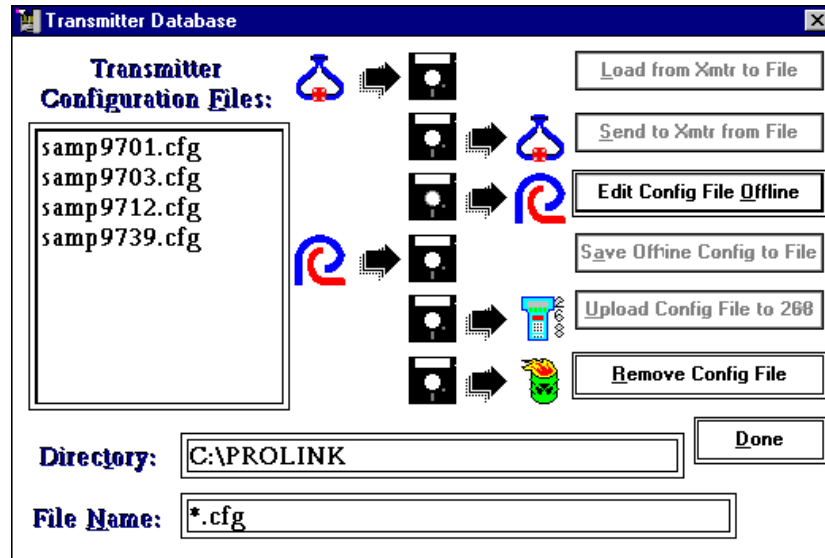 Transmitter Database
Transmitter
Configuration Files:
samp9701.cfg
samp9703.cfg
samp9712.cfg
samp9739.cfg
Load from Xmtr to File
Send to Xmtr from File
Edit Config File Offline
Save Offline Config to File
268
Upload Config File to 268
Remove Config File
Done
Directory: C:\PROLINK
File Name: *.cfg